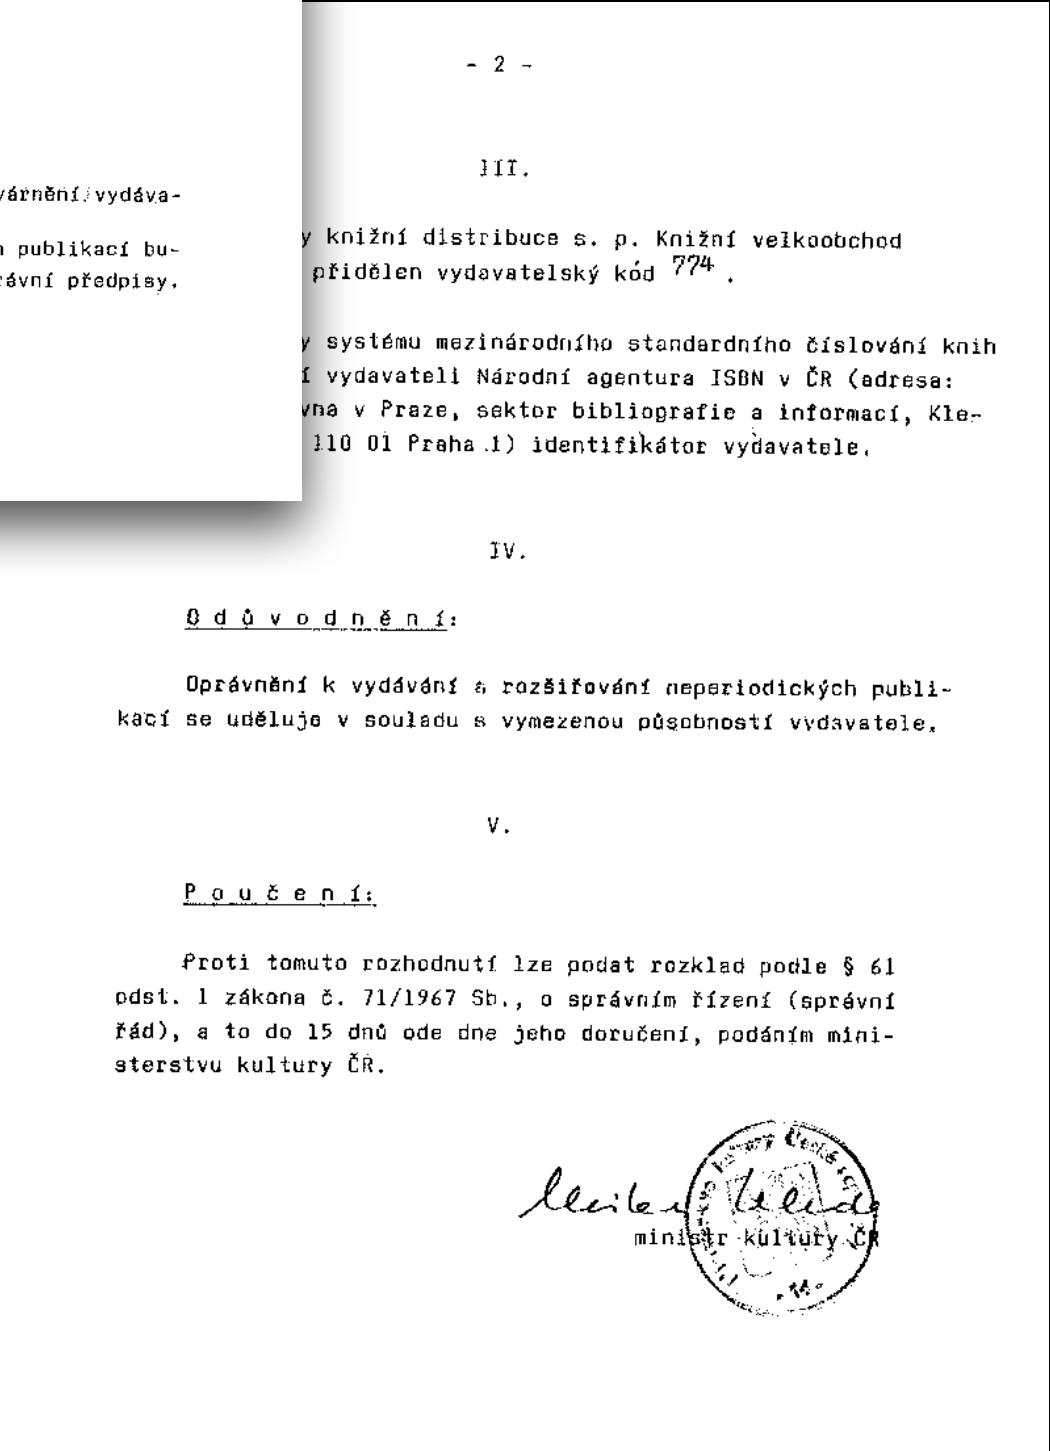 - 2 -
várnění vydáva-
publikací bu-
rávní předpisy.
III.
y knižní distribuce s. p. Knižní velkoobchod
přidělen vydavatelský kód 774 .
y systému mezinárodního standardního číslování knih
í vydavateli Národní agentura ISBN v ČR (adresa:
vna v Praze, sektor bibliografie a informací, Kle-
110 01 Praha 1) identifikátor vydavatele.
IV.
O d ů v o d n ě n í:
Oprávnění k vydávání a rozšiřování neperiodických publi-
kací se uděluje v souladu s vymezenou působností vydavatele.
V.
P o u č e n í:
Proti tomuto rozhodnutí lze podat rozklad podle § 61
odst. 1 zákona č. 71/1967 Sb., o správním řízení (správní
řád), a to do 15 dnů ode dne jeho doručení, podáním mini-
sterstvu kultury ČR.
ministr kultury ČR